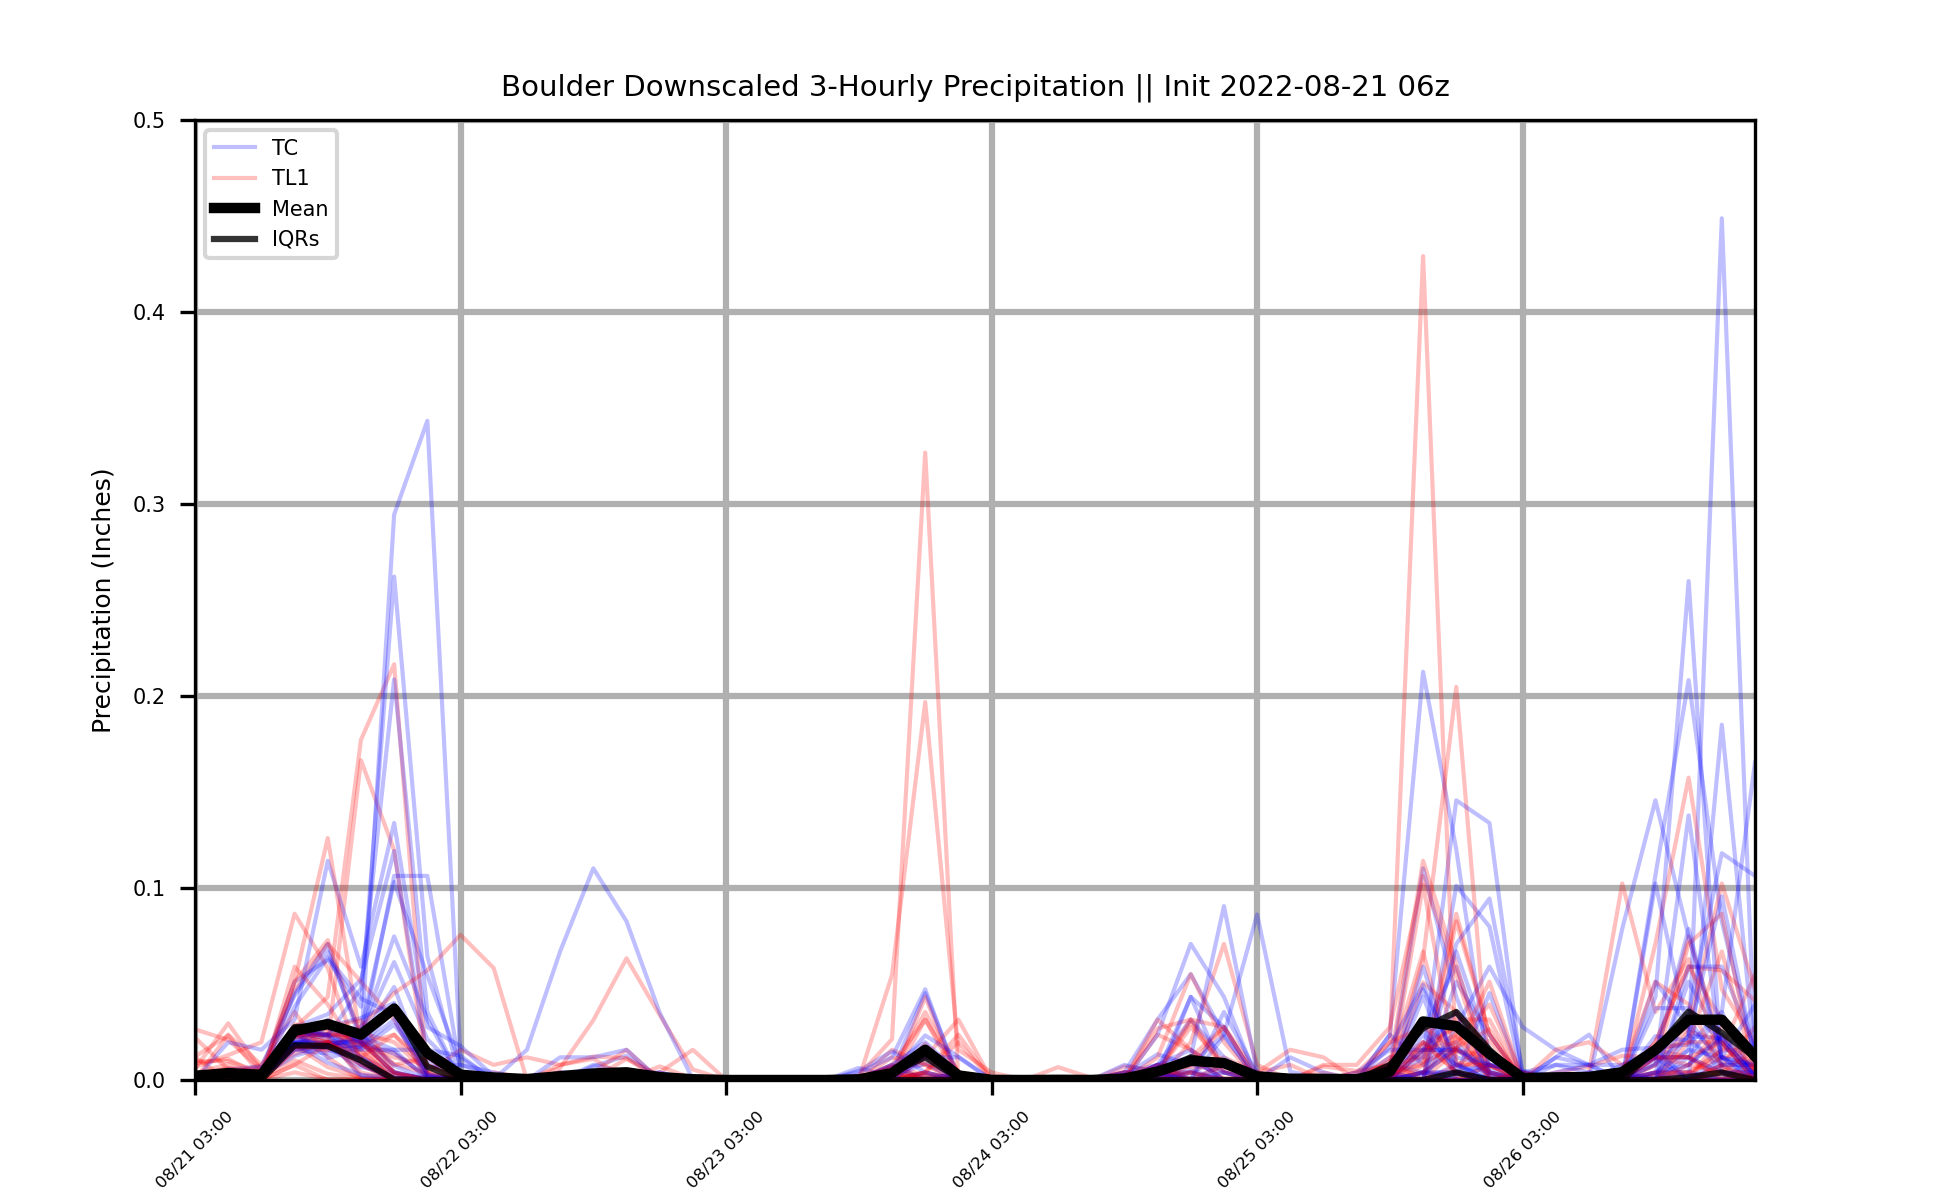 Boulder Downscaled 3-Hourly Precipitation || Init 2022-08-21 06z
Precipitation (Inches)
0.5
0.4
0.3
0.2
0.1
0.0
TC
TL1
Mean
IQRs
08/21 03:00
08/22 03:00
08/23 03:00
08/24 03:00
08/25 03:00
08/26 03:00